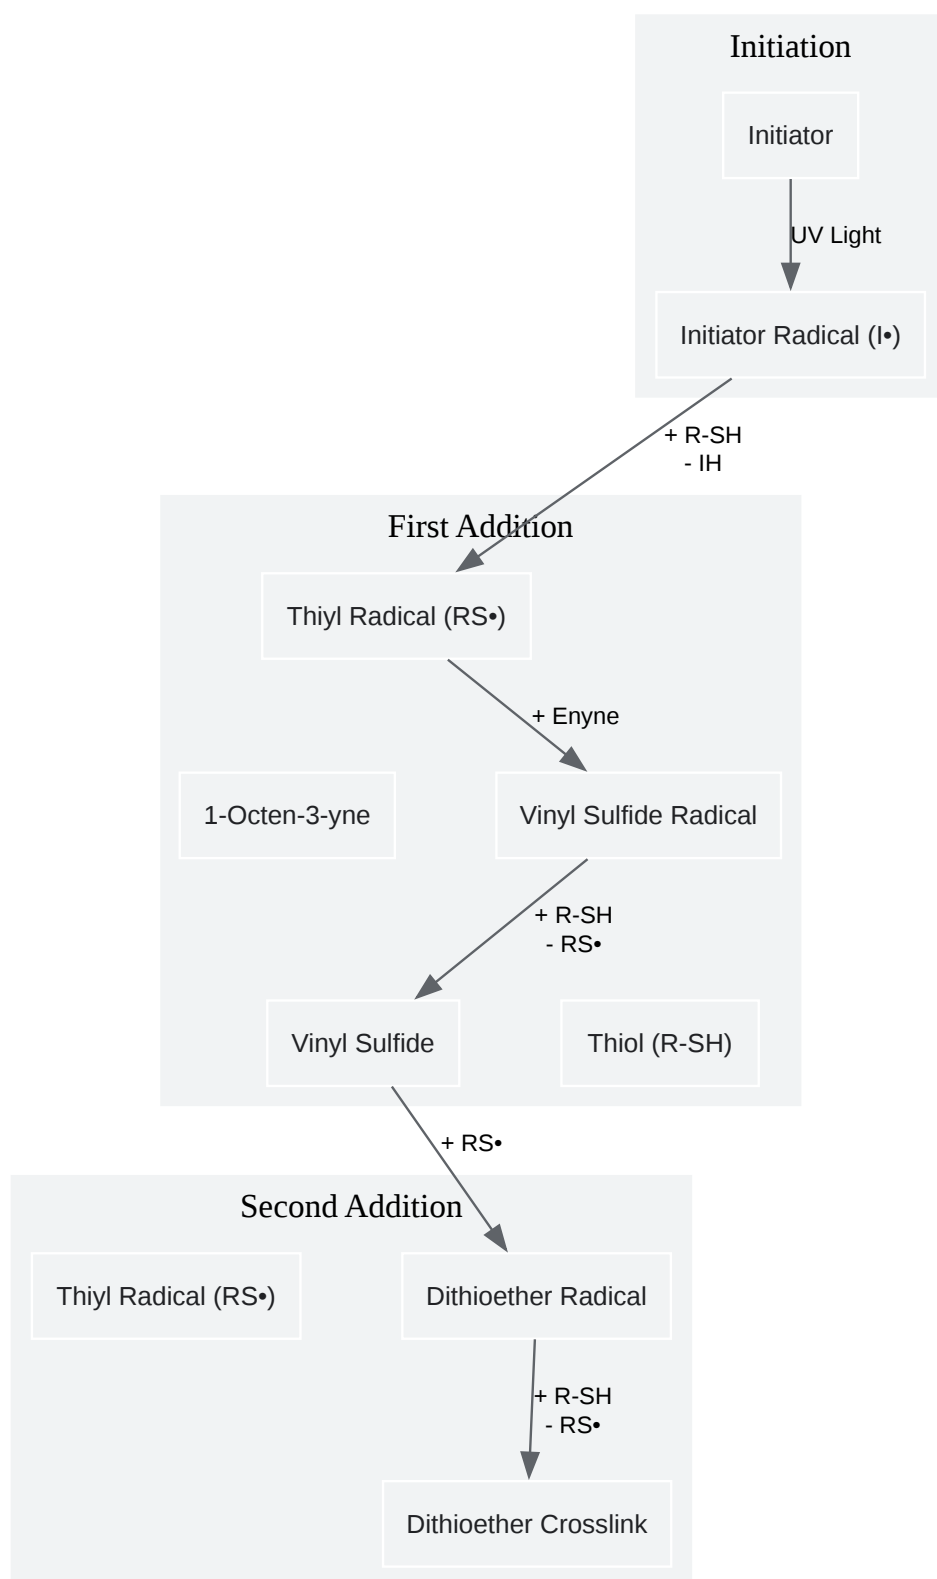 Initiation
Initiator
UV Light
Initiator Radical (I•)
+ R-SH
- IH
First Addition
Thiyl Radical (RS•)
+ Enyne
1-Octen-3-yne
Vinyl Sulfide Radical
+ R-SH
- RS•
Vinyl Sulfide
Thiol (R-SH)
+ RS•
Second Addition
Thiyl Radical (RS•)
Dithioether Radical
+ R-SH
- RS•
Dithioether Crosslink